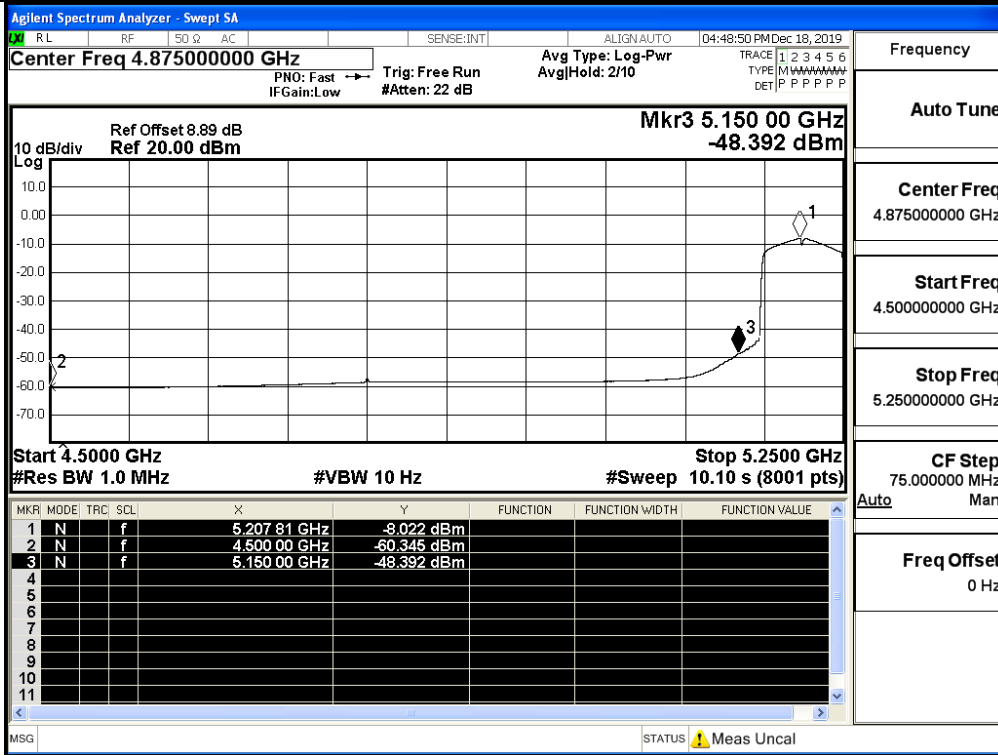 Agilent Spectrum Analyzer - Swept SA
LXI RL RF 50 Ω AC SENSE:INT ALIGN AUTO 04:48:50 PM Dec 18, 2019
Center Freq 4.875000000 GHz
PNO: Fast
IFGain:Low
Trig: Free Run
#Atten: 22 dB
Avg Type: Log-Pwr
Avg|Hold: 2/10
TRACE 1 2 3 4 5 6
TYPE M WWWWW
DET P P P P P P
Ref Offset 8.89 dB
10 dB/div Ref 20.00 dBm
Log
Mkr3 5.150 00 GHz
-48.392 dBm
10.0
0.00
-10.0
-20.0
-30.0
-40.0
-50.0
-60.0
-70.0
1
2
3
Start 4.5000 GHz Stop 5.2500 GHz
#Res BW 1.0 MHz #VBW 10 Hz #Sweep 10.10 s (8001 pts)
MKR MODE TRC SCL X Y FUNCTION FUNCTION WIDTH FUNCTION VALUE
1 N f 5.207 81 GHz -8.022 dBm
2 N f 4.500 00 GHz -60.345 dBm
3 N f 5.150 00 GHz -48.392 dBm
4
5
6
7
8
9
10
11
MSG STATUS Meas Uncal
Frequency
Auto Tune
Center Freq
4.875000000 GHz
Start Freq
4.500000000 GHz
Stop Freq
5.250000000 GHz
CF Step
75.000000 MHz
Auto Man
Freq Offset
0 Hz